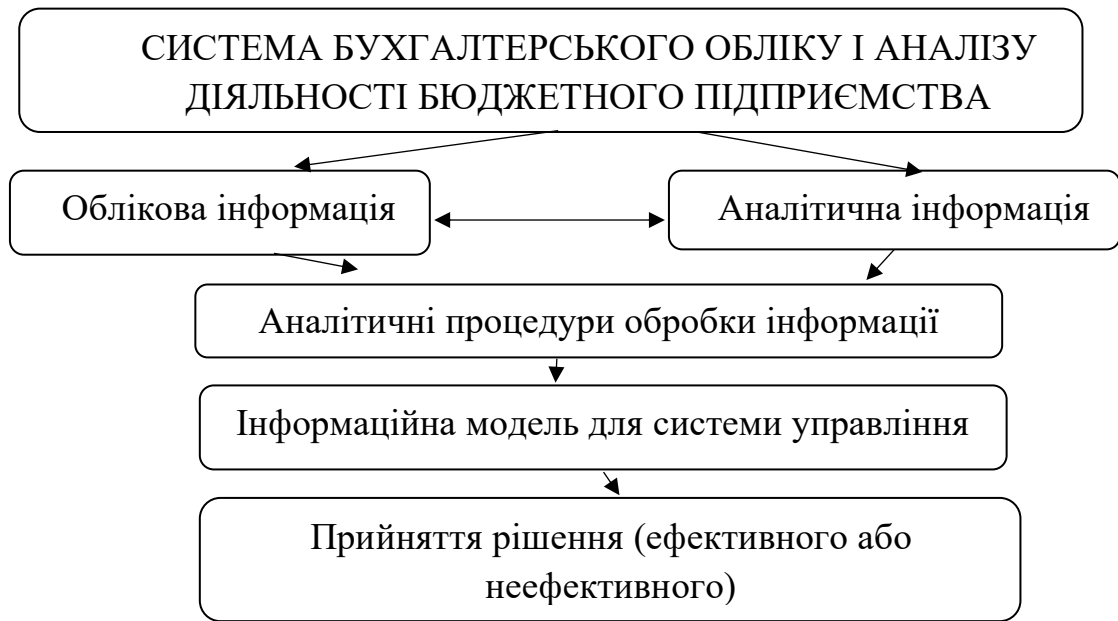 СИСТЕМА БУХГАЛТЕРСЬКОГО ОБЛІКУ І АНАЛІЗУ
ДІЯЛЬНОСТІ БЮДЖЕТНОГО ПІДПРИЄМСТВА
Облікова інформація
Аналітична інформація
Аналітичні процедури обробки інформації
Інформаційна модель для системи управління
Прийняття рішення (ефективного або
неефективного)